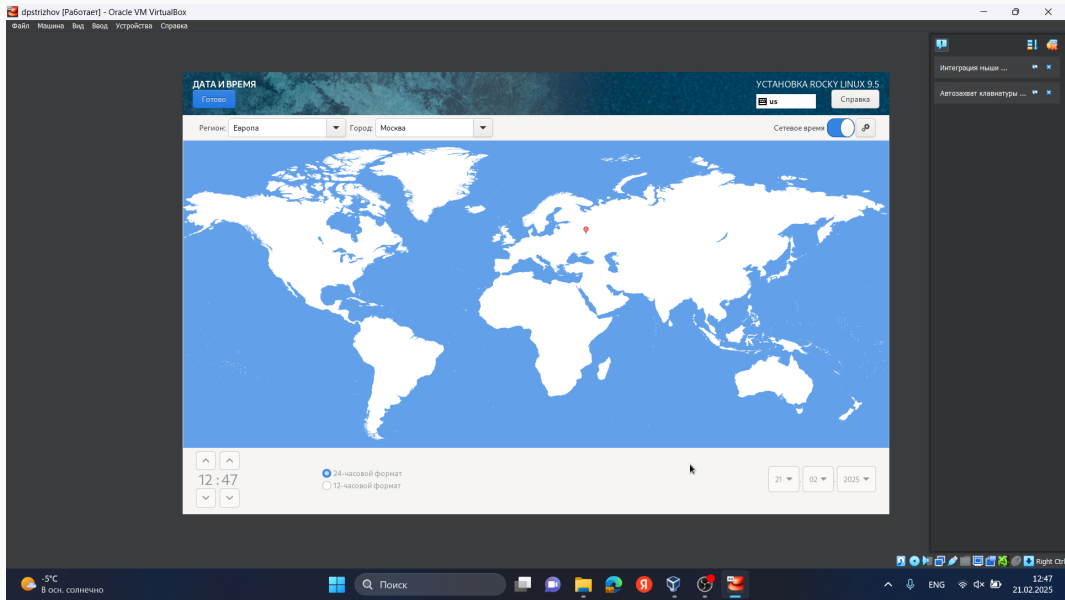 dpstrizhov [Работает] - Oracle VM VirtualBox
Файл Машина Вид Ввод Устройства Справка
Интеграция мыши ...
Автозахват клавиатуры ...
ДАТА И ВРЕМЯ
УСТАНОВКА ROCKY LINUX 9.5
Готово
us
Справка
Регион: Европа Город: Москва Сетевое время
12:47
24-часовой формат
12-часовой формат
21 02 2025
Right Ctrl
-5°C
В осн. солнечно
Поиск
ENG
12:47
21.02.2025